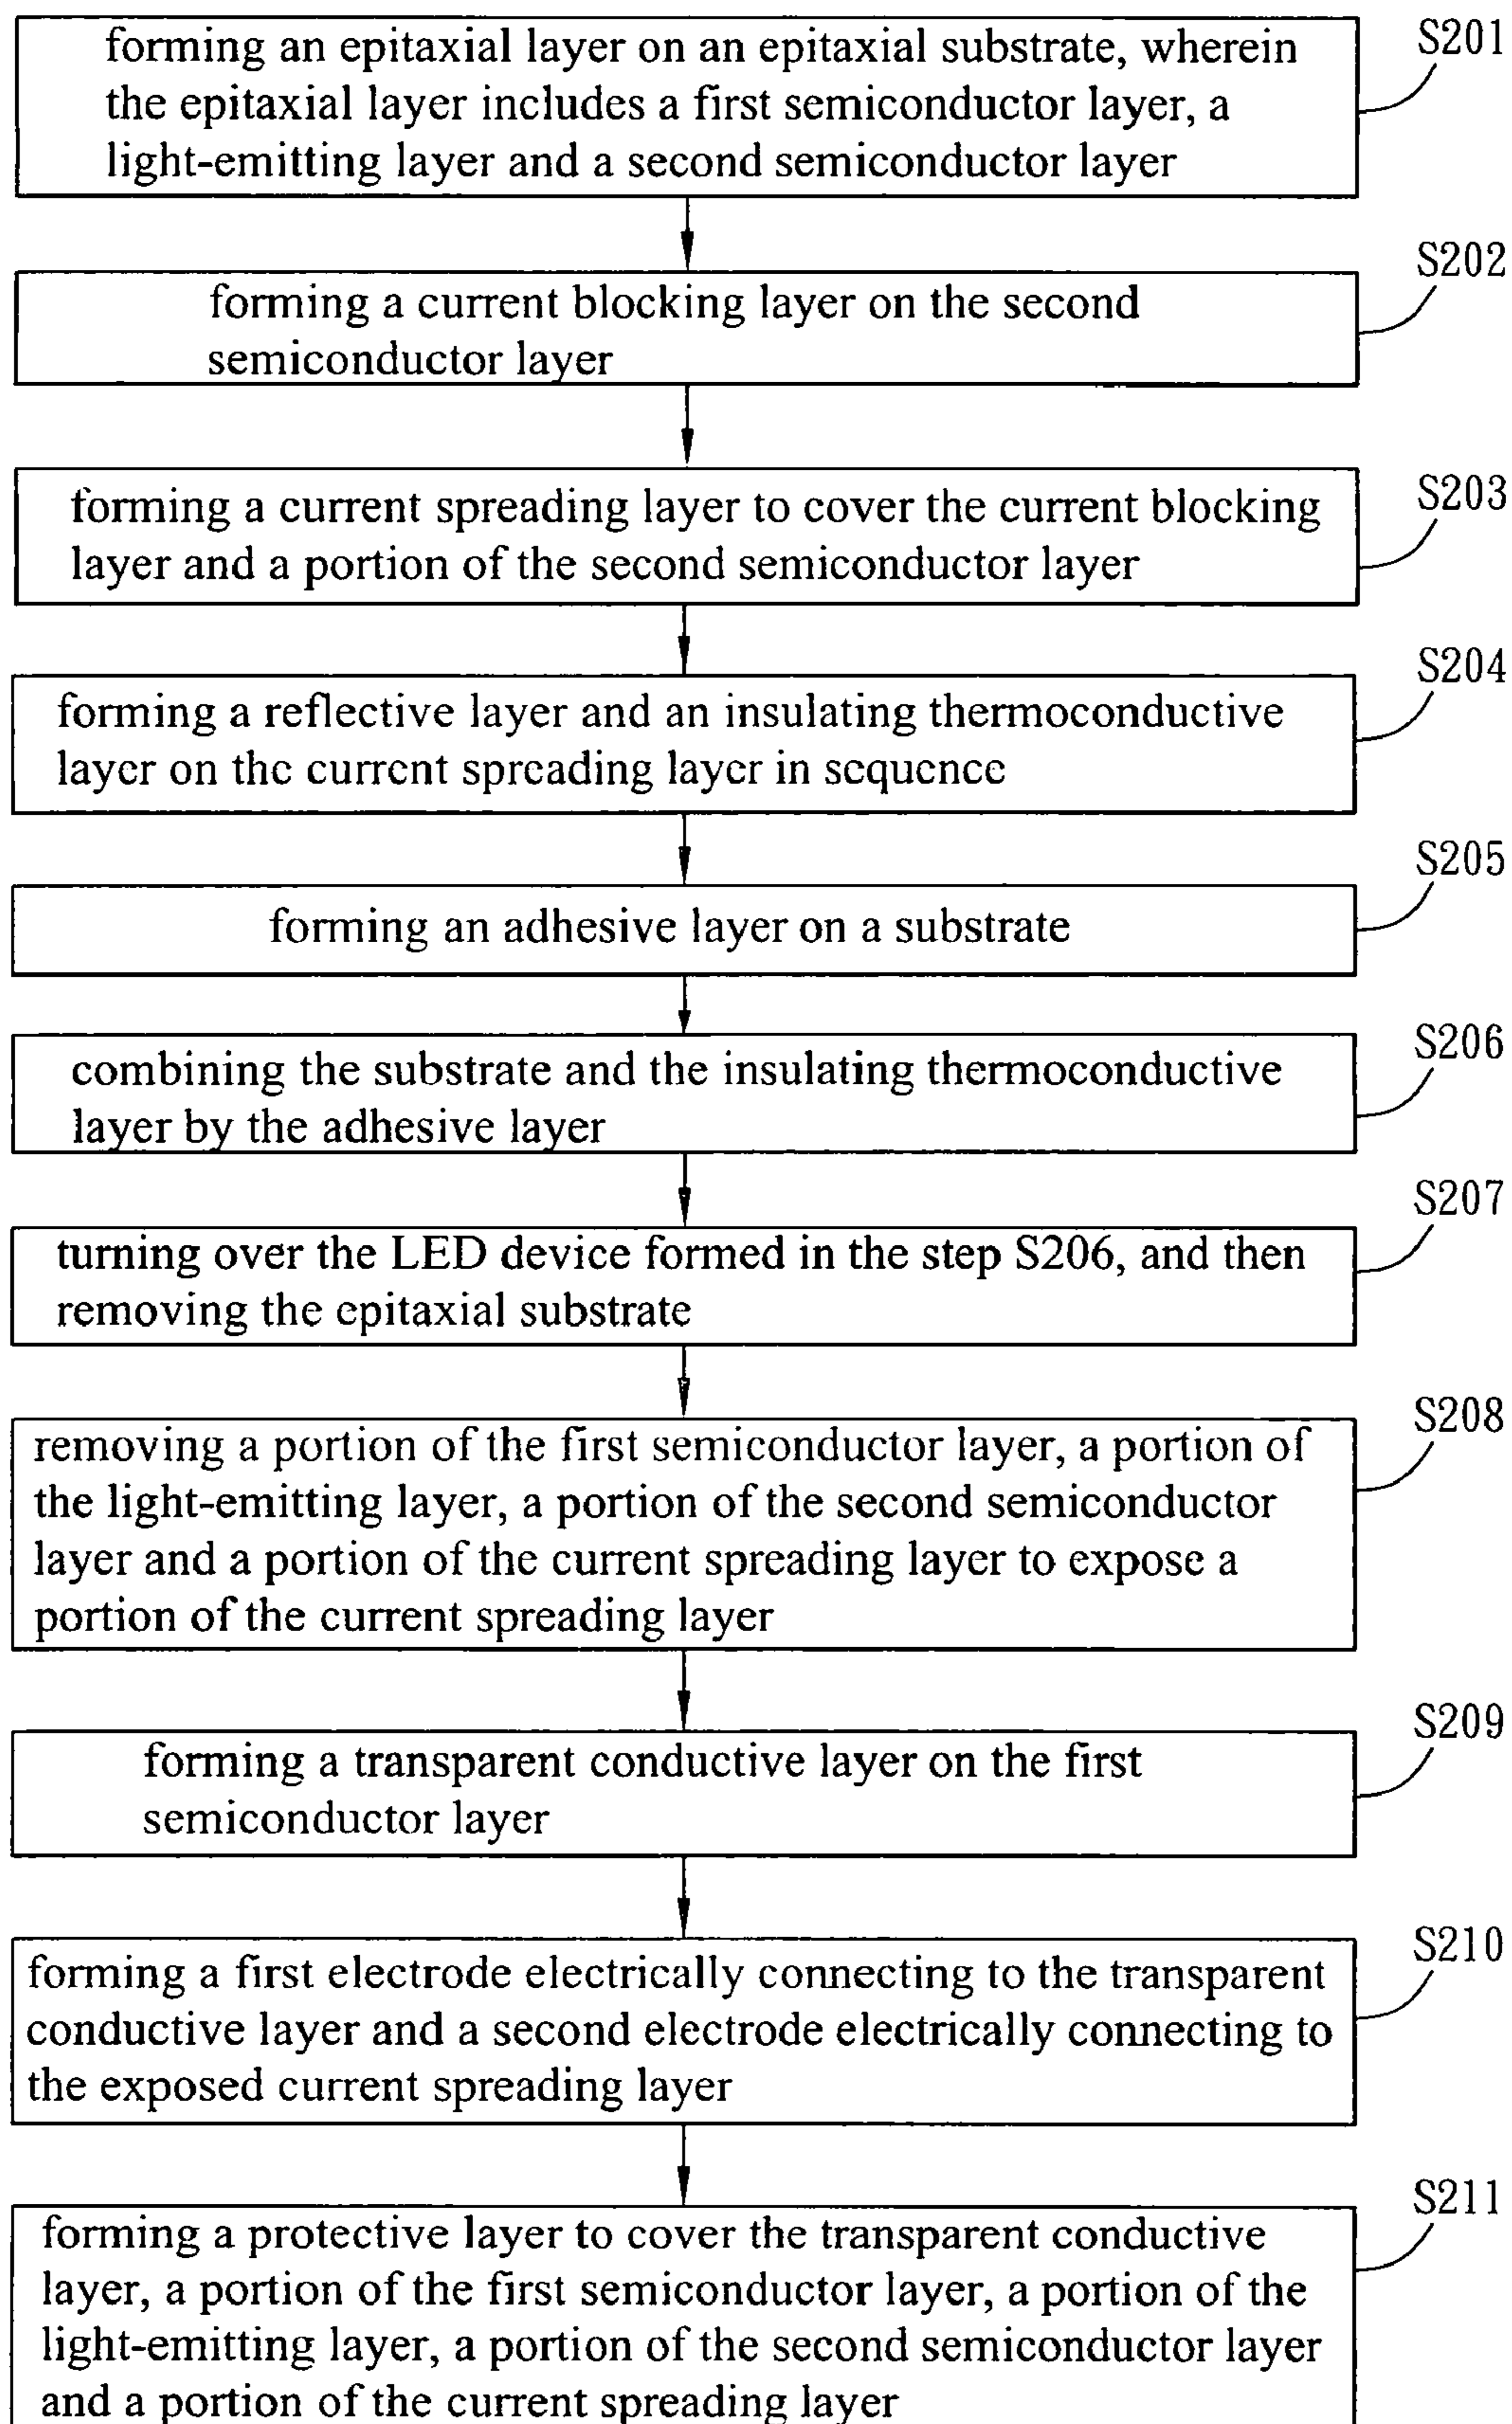 forming an epitaxial layer on an epitaxial substrate, wherein
the epitaxial layer includes a first semiconductor layer, a
light-emitting layer and a second semiconductor layer
S201
forming a current blocking layer on the second
semiconductor layer
S202
forming a current spreading layer to cover the current blocking
layer and a portion of the second semiconductor layer
S203
forming a reflective layer and an insulating thermoconductive
layer on the current spreading layer in sequence
S204
forming an adhesive layer on a substrate
S205
combining the substrate and the insulating thermoconductive
layer by the adhesive layer
S206
turning over the LED device formed in the step S206, and then
removing the epitaxial substrate
S207
removing a portion of the first semiconductor layer, a portion of
the light-emitting layer, a portion of the second semiconductor
layer and a portion of the current spreading layer to expose a
portion of the current spreading layer
S208
forming a transparent conductive layer on the first
semiconductor layer
S209
forming a first electrode electrically connecting to the transparent
conductive layer and a second electrode electrically connecting to
the exposed current spreading layer
S210
forming a protective layer to cover the transparent conductive
layer, a portion of the first semiconductor layer, a portion of the
light-emitting layer, a portion of the second semiconductor layer
and a portion of the current spreading layer
S211